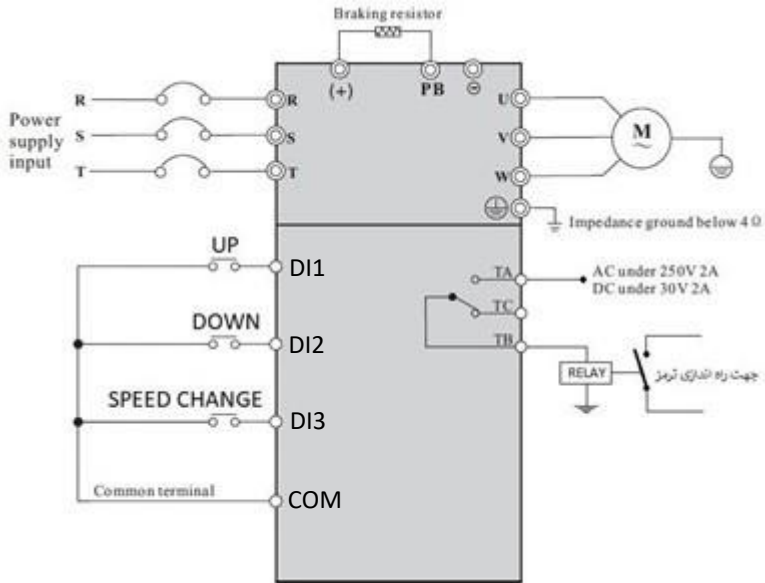 Braking resistor
(+) PB ⊖
R R U
Power supply input
S S V M ~
T T W
Impedance ground below 4Ω
UP
DI1
TA AC under 250V 2A
DC under 30V 2A
TC
DOWN
DI2
TB
RELAY جهت راه اندازی ترمز
SPEED CHANGE
DI3
Common terminal
COM